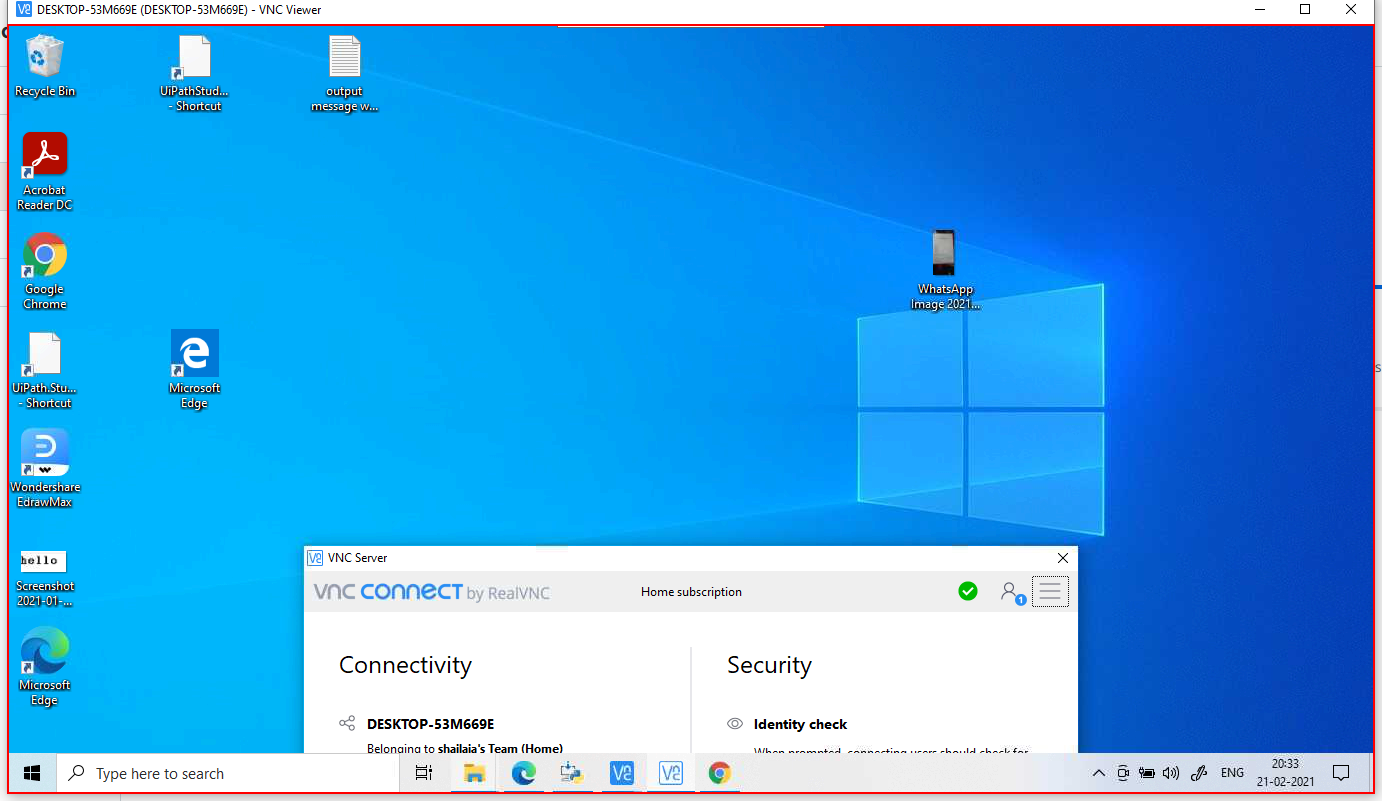 DESKTOP-53M669E (DESKTOP-53M669E) - VNC Viewer
Recycle Bin
UiPathStud...
- Shortcut
output
message w...
Acrobat
Reader DC
Google
Chrome
WhatsApp
Image 2021...
UiPath.Stu...
- Shortcut
Microsoft
Edge
Wondershare
EdrawMax
hello
Screenshot
2021-01-...
Microsoft
Edge
VNC Server
VNC CONNECT by RealVNC
Home subscription
1
Connectivity
Security
DESKTOP-53M669E
Identity check
Belonging to shailaja's Team (Home)
When prompted, connecting users should check for
Type here to search
ENG
20:33
21-02-2021